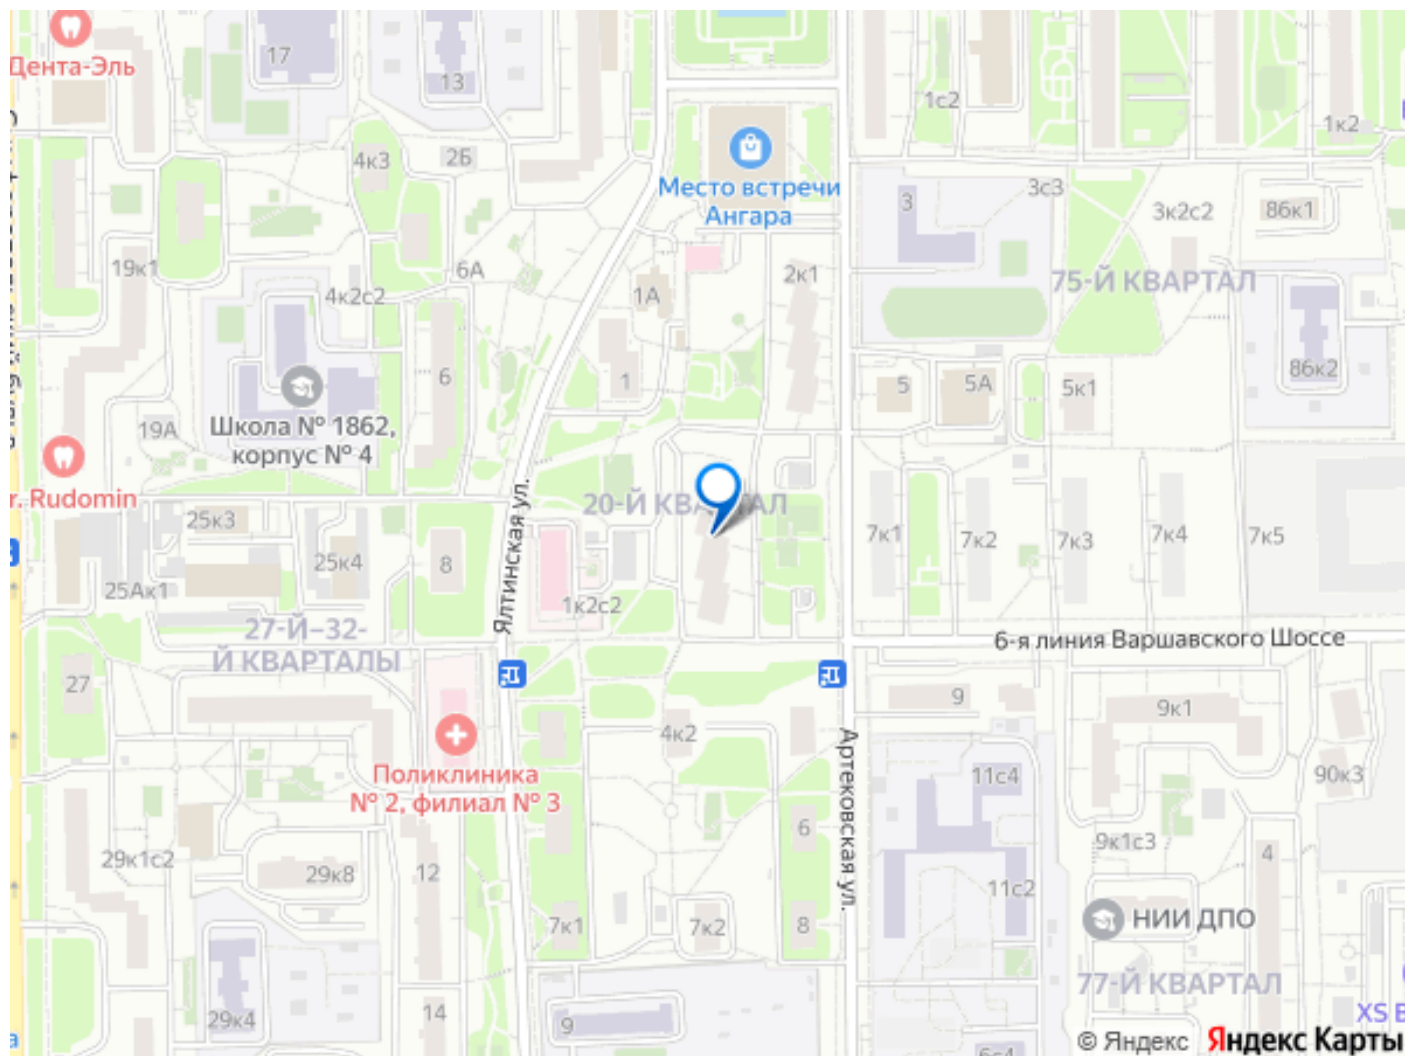 17
13
Дента-Эль
1с2
1к2
4к3
2Б
Место встречи
Ангара
3
3с3
3к2с2
86к1
19к1
6А
4к2с2
1А
2к1
75-Й КВАРТАЛ
6
1
5
5А
5к1
86к2
19А
Школа № 1862,
корпус № 4
r. Rudomin
Ялтинская ул.
20-Й КВАРТАЛ
25к3
25к4
8
7к1
7к2
7к3
7к4
7к5
25Ак1
1к2с2
27-Й–32-
Й КВАРТАЛЫ
6-я линия Варшавского Шоссе
27
9
9к1
4к2
Артековская ул.
Поликлиника
№ 2, филиал № 3
11с4
90к3
6
9к1с3
4
29к1с2
29к8
12
11с2
7к1
7к2
8
НИИ ДПО
77-Й КВАРТАЛ
29к4
14
9
XS В
6с4
© Яндекс Яндекс Карты